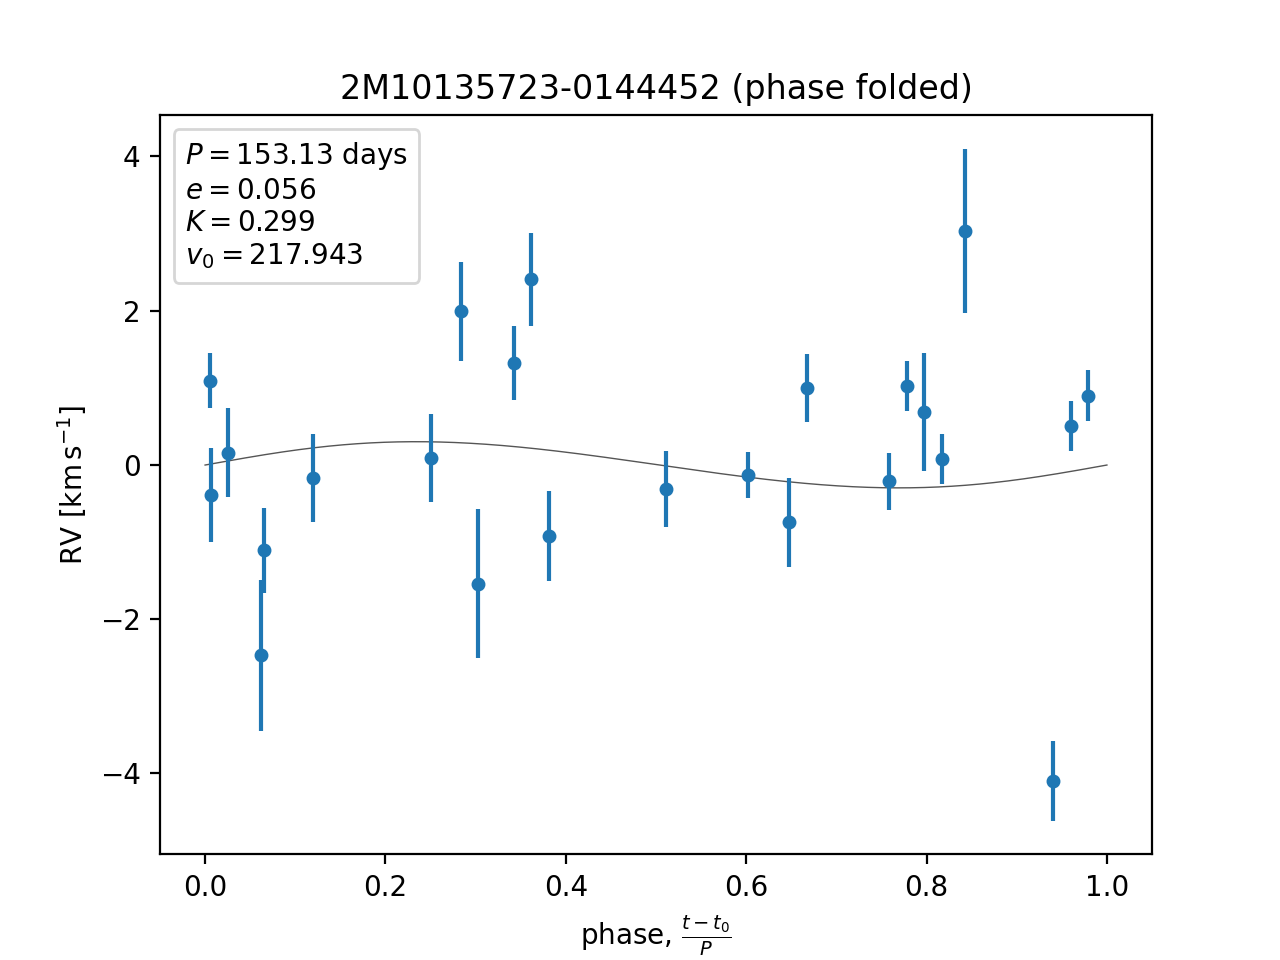 2M10135723-0144452 (phase folded)
P = 153.13 days
e = 0.056
K = 0.299
v₀ = 217.943
4
2
0
−2
−4
RV [km s⁻¹]
0.0 0.2 0.4 0.6 0.8 1.0
phase, (t − t₀)/P